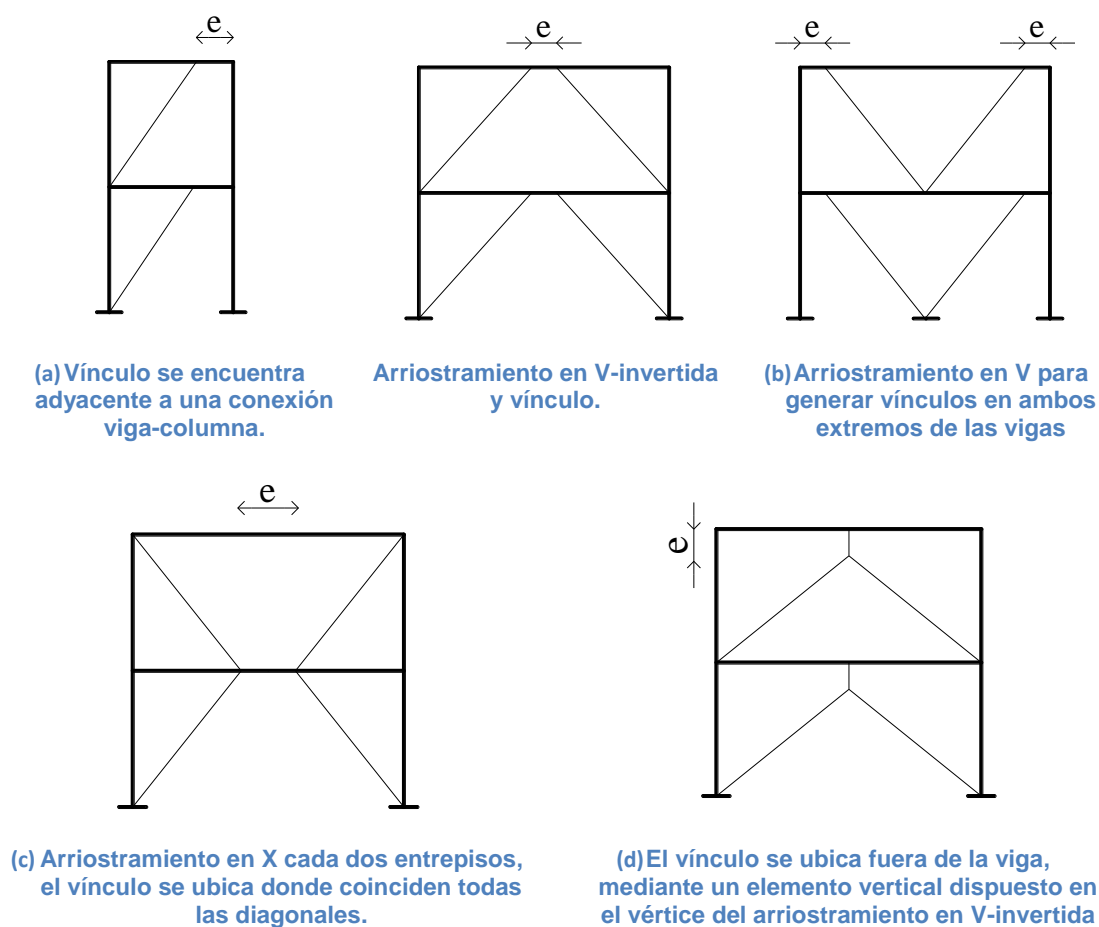 e
e
e
e
(a) Vínculo se encuentra
adyacente a una conexión
viga-columna.
Arriostramiento en V-invertida
y vínculo.
(b) Arriostramiento en V para
generar vínculos en ambos
extremos de las vigas
e
e
(c) Arriostramiento en X cada dos entrepisos,
el vínculo se ubica donde coinciden todas
las diagonales.
(d) El vínculo se ubica fuera de la viga,
mediante un elemento vertical dispuesto en
el vértice del arriostramiento en V-invertida